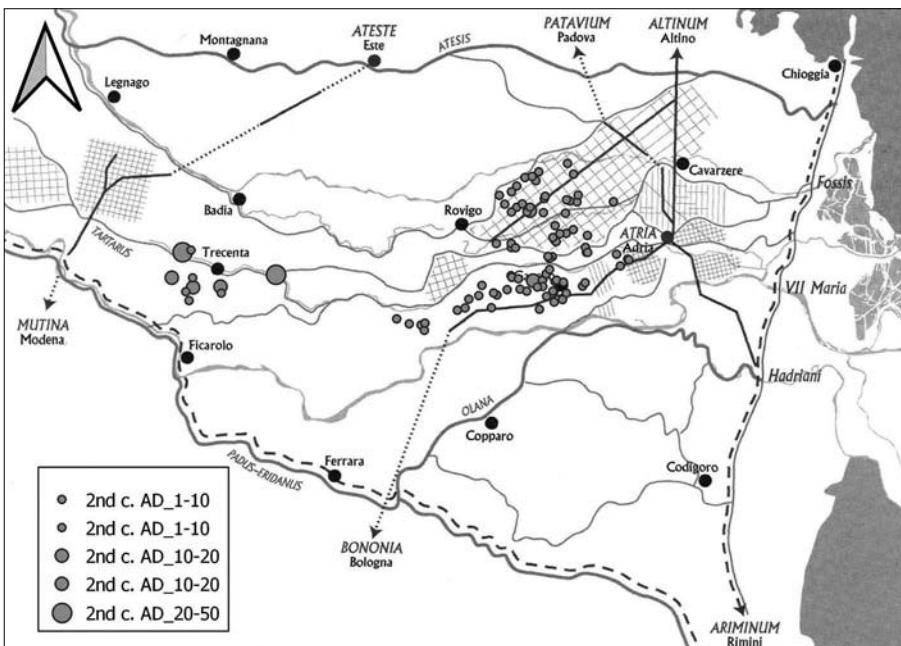 PATAVIUM
Padova
ALTINUM
Altino
ATESTE
Este
Montagnana
ATESIS
Chioggia
Legnago
Cavarzere
Fossis
Badia
Rovigo
ATRIA
Adria
TARTARUS
Trecenta
VII Maria
MUTINA
Modena
Ficarolo
Hadriani
OLANA
Copparo
PADUS-ERIDANUS
Ferrara
Codigoro
BONONIA
Bologna
ARIMINUM
Rimini
2nd c. AD_1-10
2nd c. AD_1-10
2nd c. AD_10-20
2nd c. AD_10-20
2nd c. AD_20-50